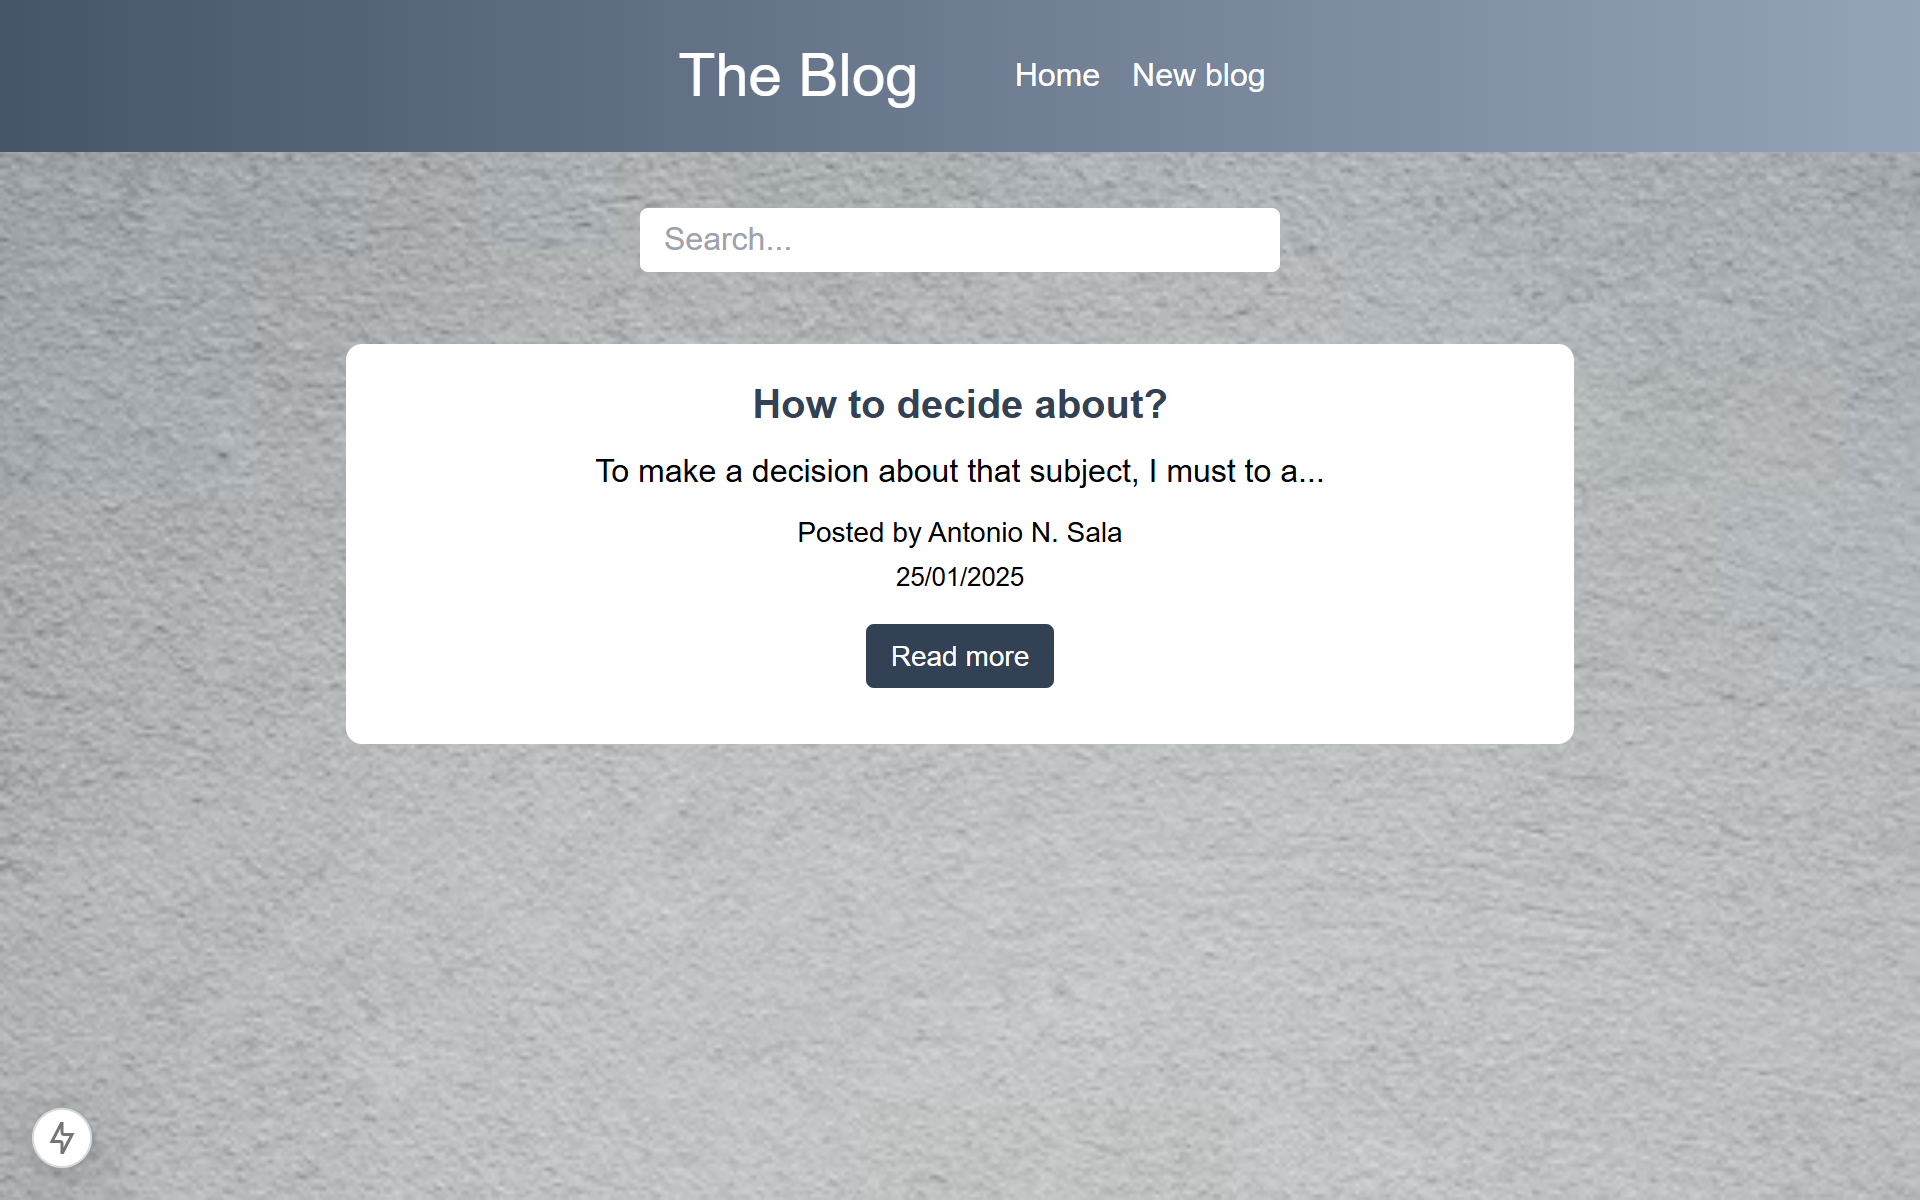 The Blog
Home
New blog
Search...
How to decide about?
To make a decision about that subject, I must to a...
Posted by Antonio N. Sala
25/01/2025
Read more